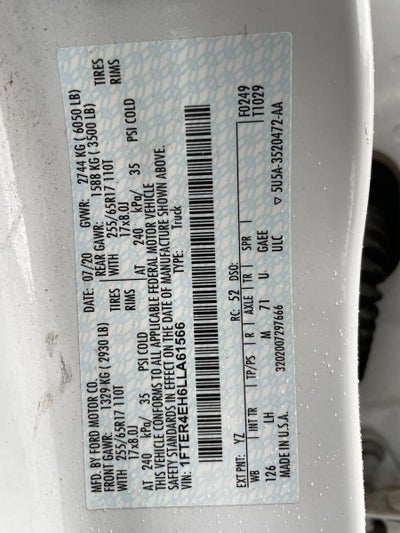 MFD. BY FORD MOTOR CO.
DATE: 07/20 GVWR: 2744 KG ( 6050 LB)
FRONT GAWR: 1329 KG ( 2930 LB) REAR GAWR: 1588 KG ( 3500 LB)
WITH 255/65R17 110T TIRES WITH 255/65R17 110T TIRES
17x8.0J RIMS 17x8.0J RIMS
AT 240 kPa/ 35 PSI COLD AT 240 kPa/ 35 PSI COLD
THIS VEHICLE CONFORMS TO ALL APPLICABLE FEDERAL MOTOR VEHICLE
SAFETY STANDARDS IN EFFECT ON THE DATE OF MANUFACTURE SHOWN ABOVE.
VIN: 1FTER4EH6LLA61566 TYPE: Truck
F0249
T1029
EXT PNT: YZ RC: 52 DSO:
WB INT TR TP/PS R AXLE TR SPR
126 LH M 71 U GAEE
MADE IN U.S.A. 3202007297666 ULC
▽ 5U5A-3520472-AA